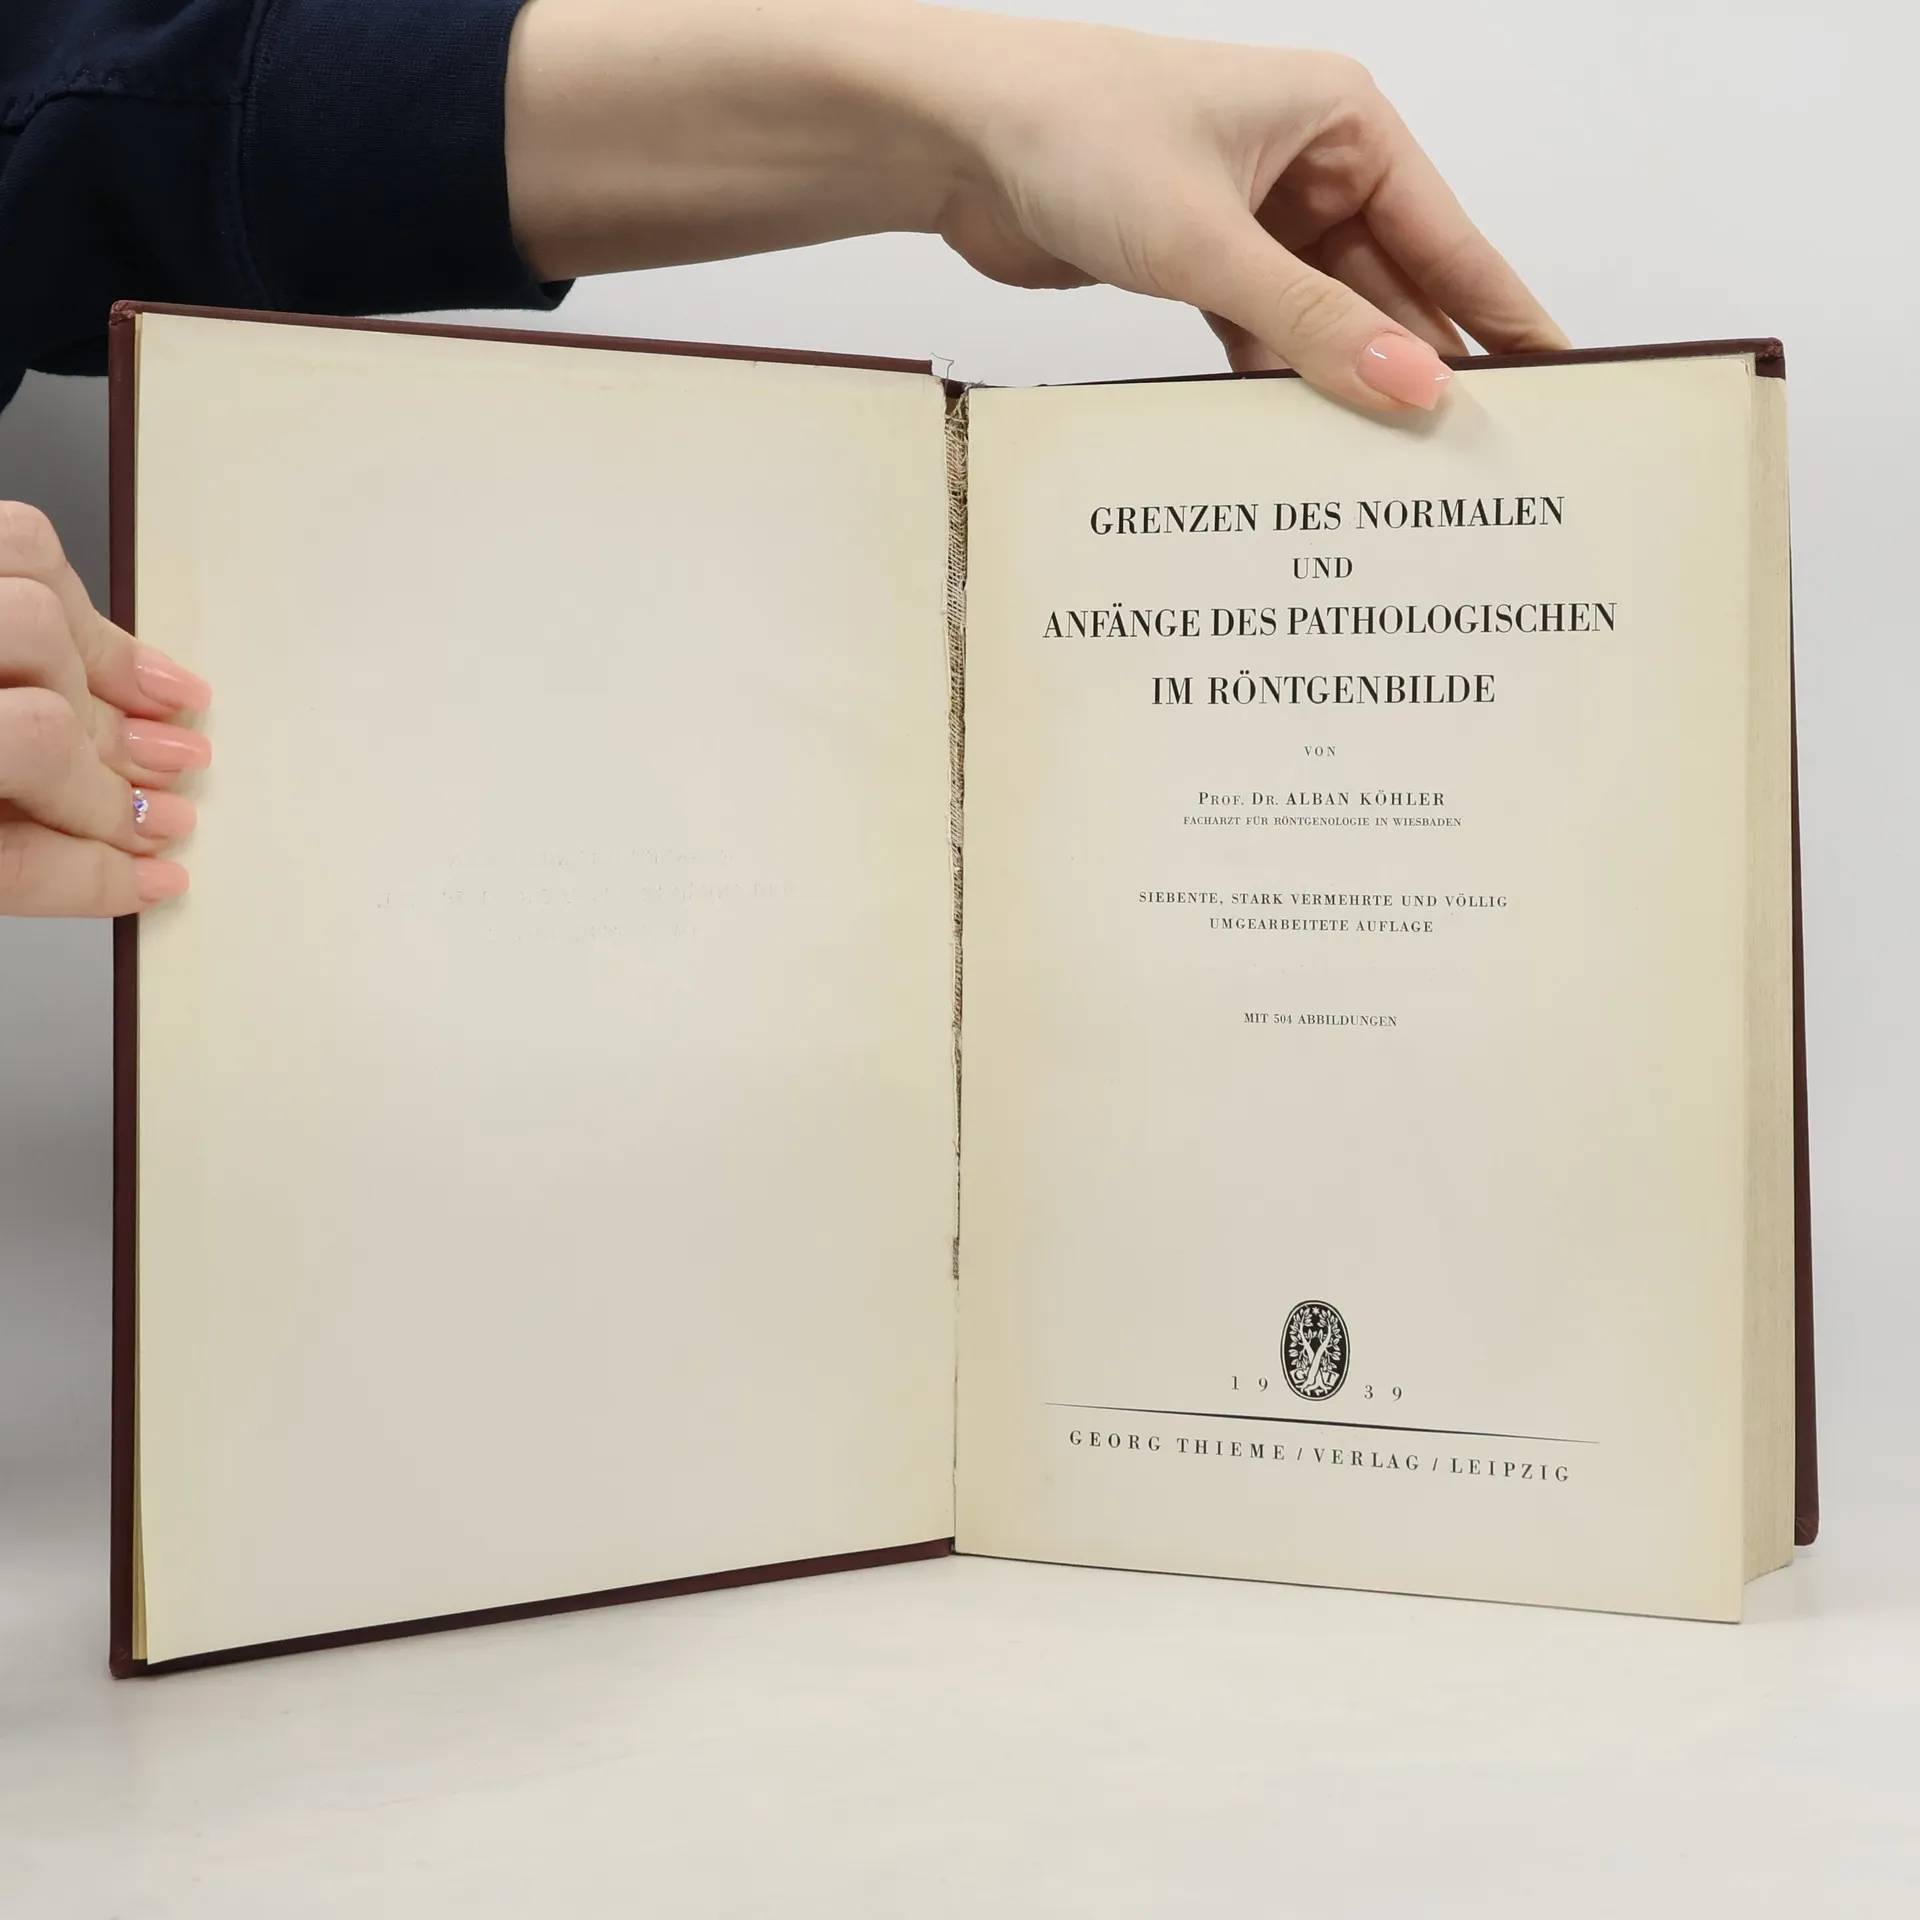 GRENZEN DES NORMALEN
UND
ANFÄNGE DES PATHOLOGISCHEN
IM RÖNTGENBILDE
VON
PROF. DR. ALBAN KÖHLER
FACHARZT FÜR RÖNTGENOLOGIE IN WIESBADEN
SIEBENTE, STARK VERMEHRTE UND VÖLLIG
UMGEARBEITETE AUFLAGE
MIT 504 ABBILDUNGEN
G T
1 9 3 9
GEORG THIEME / VERLAG / LEIPZIG